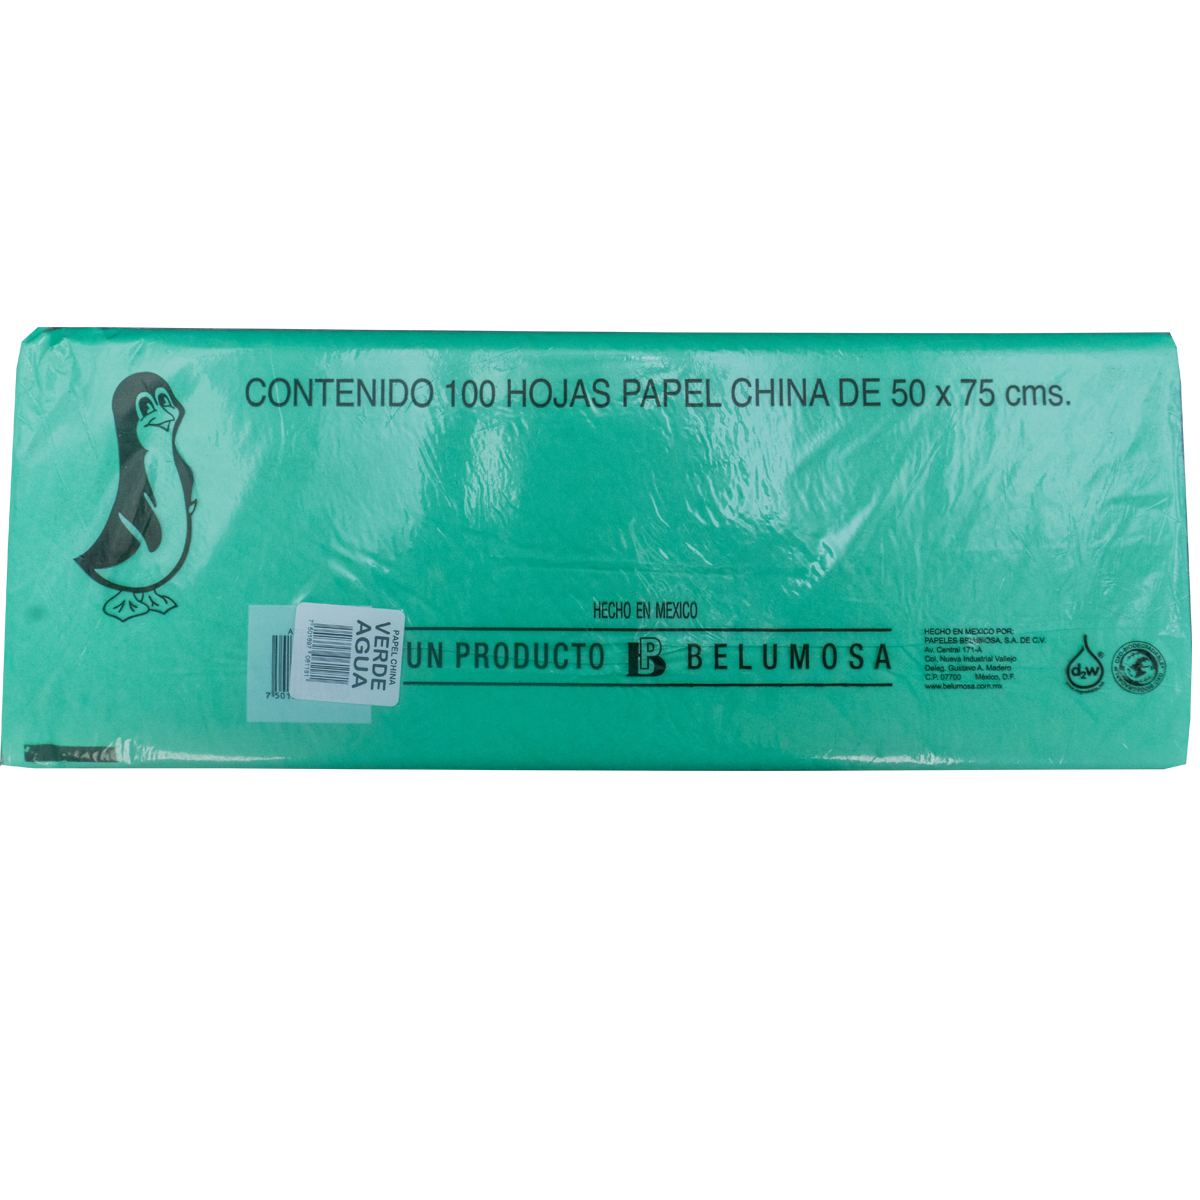 CONTENIDO 100 HOJAS PAPEL CHINA DE 50 x 75 cms.
HECHO EN MEXICO
UN PRODUCTO BP BELUMOSA
PAPEL CHINA
VERDE
AGUA
HECHO EN MEXICO POR:
PAPELES BELUMOSA, S.A. DE C.V.
Av. Central 171-A
Col. Nueva Industrial Vallejo
Deleg. Gustavo A. Madero
C.P. 07700 México, D.F.
www.belumosa.com.mx
d2w®